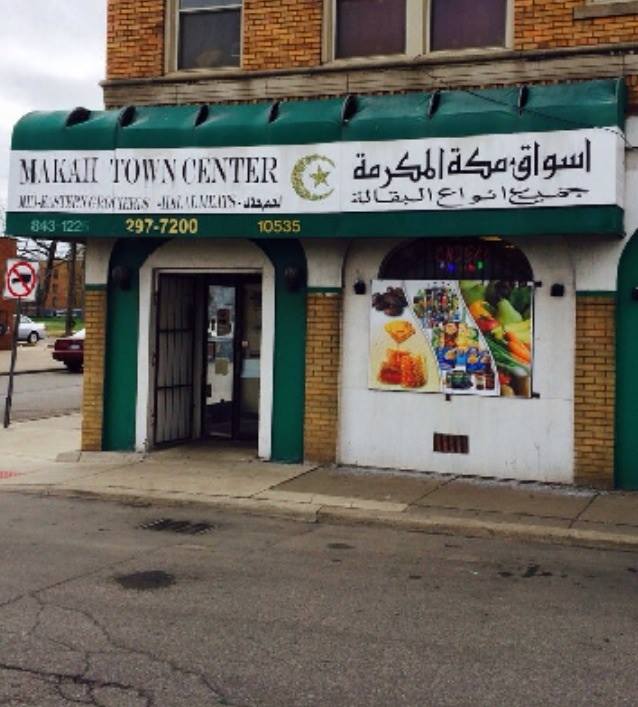 MAKAH TOWN CENTER
MID-EASTERN GROCERIES - HALAL MEATS - لحم حلال
843-122
297-7200
10535
اسواق مكة المكرمة
جميع انواع البقالة